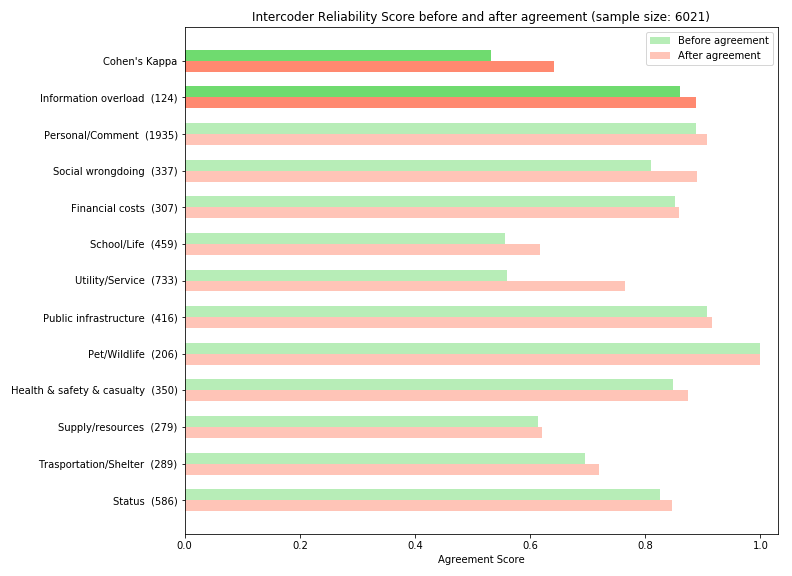 Intercoder Reliability Score before and after agreement (sample size: 6021)
Before agreement
After agreement
Cohen's Kappa
Information overload (124)
Personal/Comment (1935)
Social wrongdoing (337)
Financial costs (307)
School/Life (459)
Utility/Service (733)
Public infrastructure (416)
Pet/Wildlife (206)
Health & safety & casualty (350)
Supply/resources (279)
Trasportation/Shelter (289)
Status (586)
0.0 0.2 0.4 0.6 0.8 1.0
Agreement Score